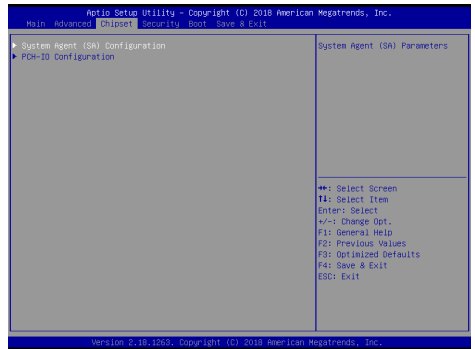 Aptio Setup Utility – Copyright (C) 2018 American Megatrends, Inc.
Main Advanced Chipset Security Boot Save & Exit
System Agent (SA) Configuration
PCH-IO Configuration
System Agent (SA) Parameters
→←: Select Screen
↑↓: Select Item
Enter: Select
+/-: Change Opt.
F1: General Help
F2: Previous Values
F3: Optimized Defaults
F4: Save & Exit
ESC: Exit
Version 2.18.1263. Copyright (C) 2018 American Megatrends, Inc.